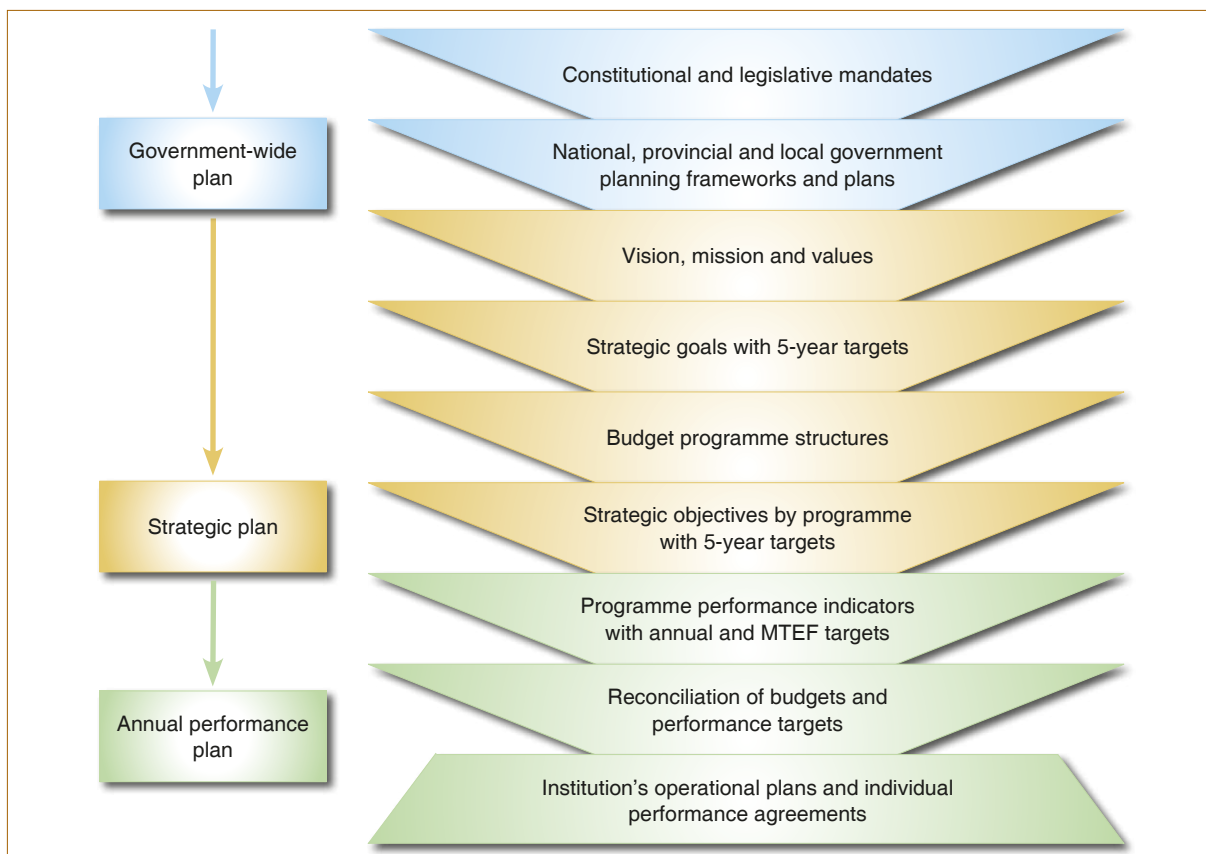 Constitutional and legislative mandates
Government-wide
plan
National, provincial and local government
planning frameworks and plans
Vision, mission and values
Strategic goals with 5-year targets
Budget programme structures
Strategic plan
Strategic objectives by programme
with 5-year targets
Programme performance indicators
with annual and MTEF targets
Annual performance
plan
Reconciliation of budgets and
performance targets
Institution’s operational plans and individual
performance agreements